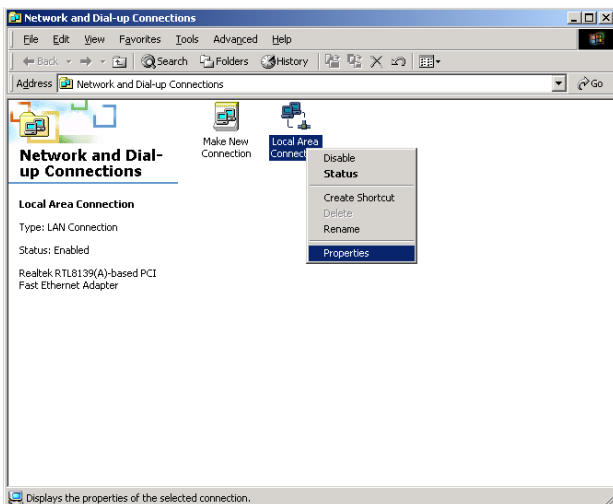 Network and Dial-up Connections
File Edit View Favorites Tools Advanced Help
Back Search Folders History
Address Network and Dial-up Connections Go
Network and Dial-
up Connections
Local Area Connection
Type: LAN Connection
Status: Enabled
Realtek RTL8139(A)-based PCI
Fast Ethernet Adapter
Make New
Connection
Local Area
Connect
Disable
Status
Create Shortcut
Delete
Rename
Properties
Displays the properties of the selected connection.